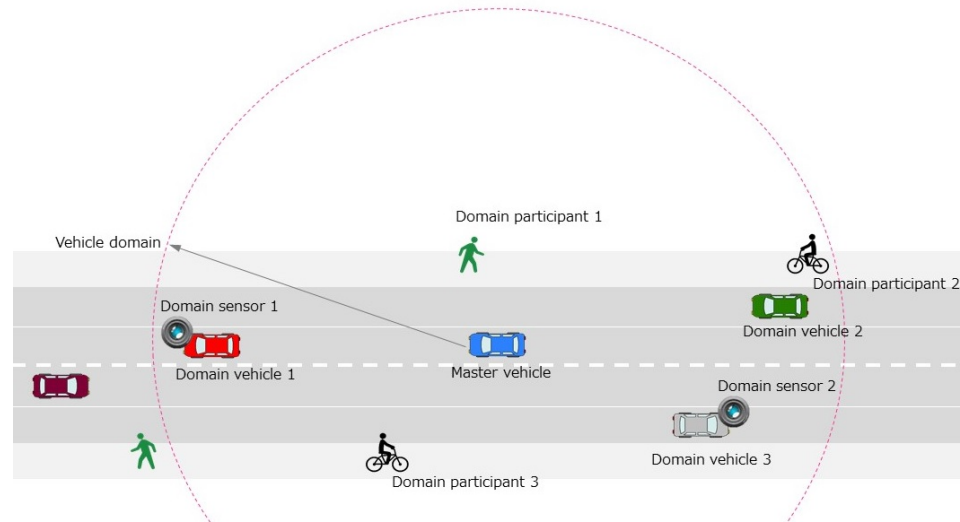 Domain participant 1
Vehicle domain
Domain participant 2
Domain sensor 1
Domain vehicle 2
Domain vehicle 1
Master vehicle
Domain sensor 2
Domain vehicle 3
Domain participant 3